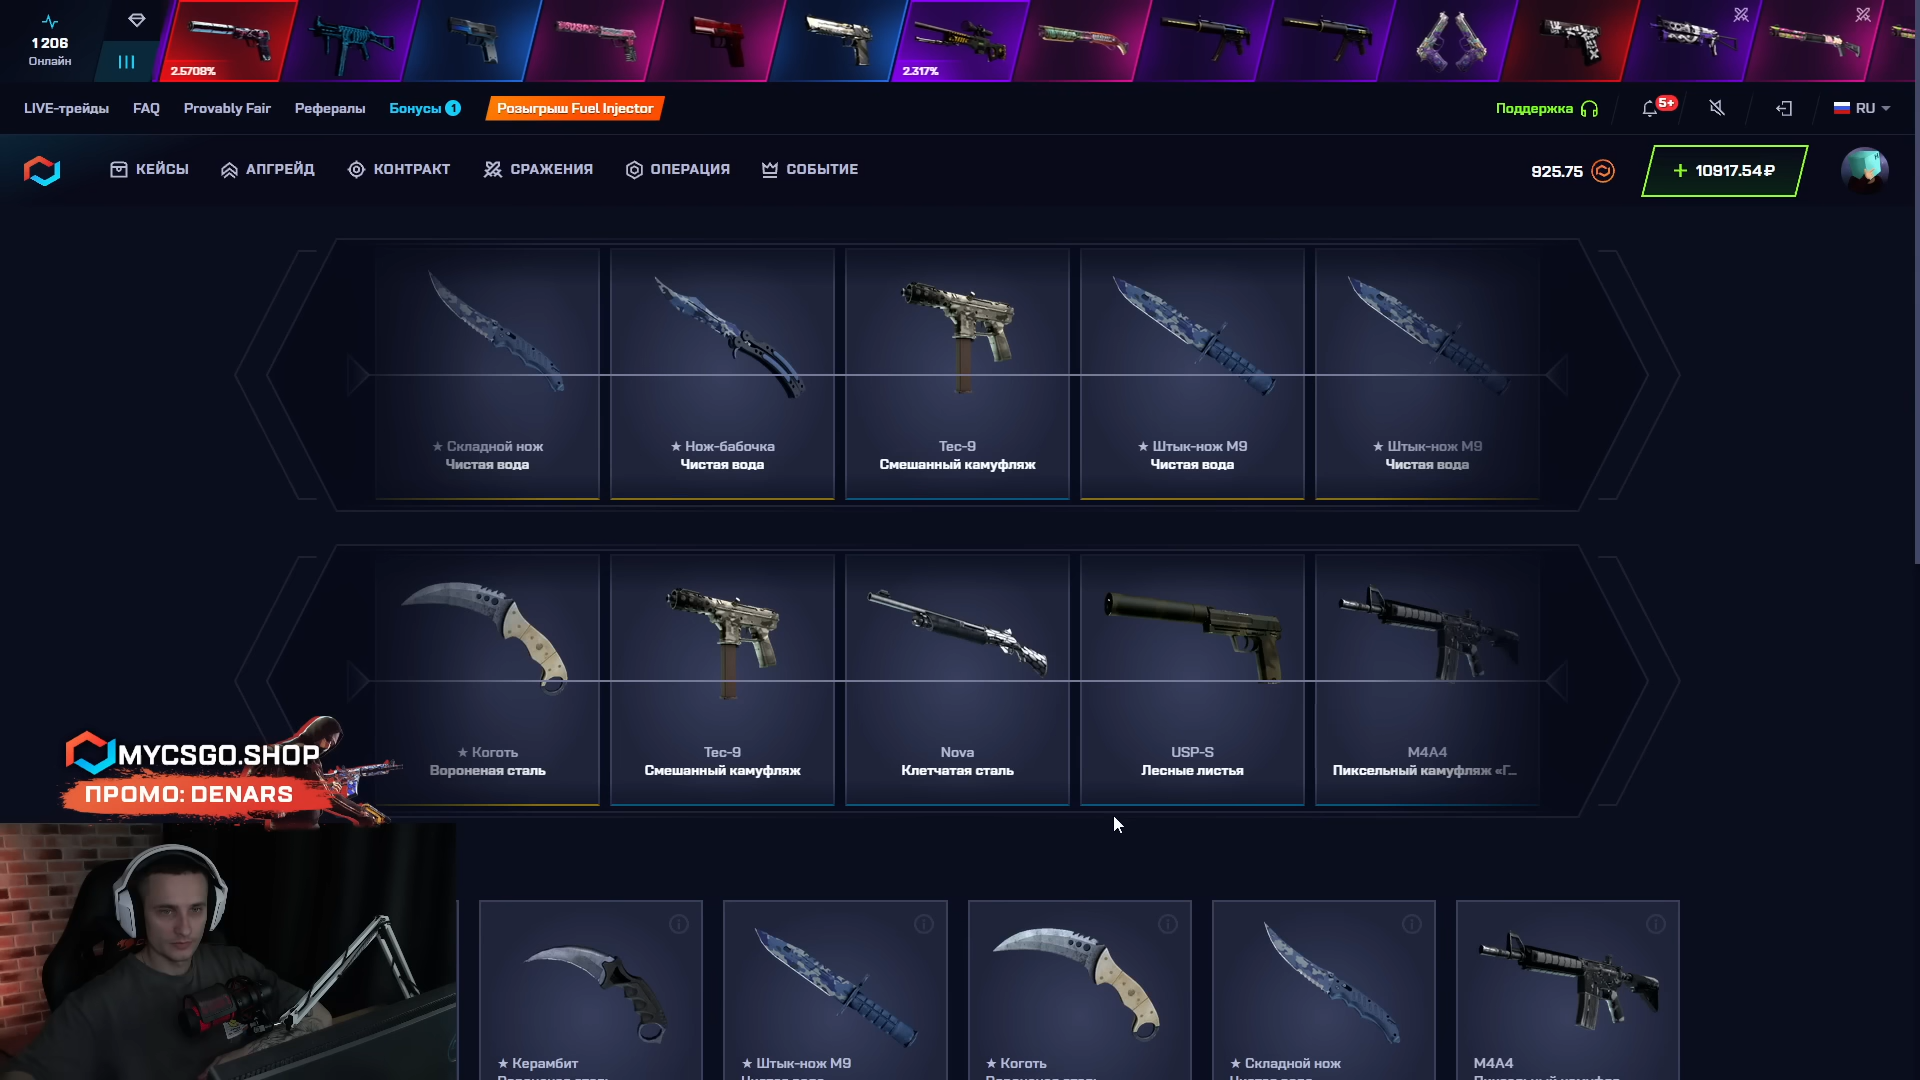 1 206
Онлайн
2.5708%
2.317%
LIVE-трейды
FAQ
Provably Fair
Рефералы
Бонусы 1
Розыгрыш Fuel Injector
Поддержка
5+
RU
КЕЙСЫ
АПГРЕЙД
КОНТРАКТ
СРАЖЕНИЯ
ОПЕРАЦИЯ
СОБЫТИЕ
925.75
+ 10917.54₽
★ Складной нож
Чистая вода
★ Нож-бабочка
Чистая вода
Tec-9
Смешанный камуфляж
★ Штык-нож M9
Чистая вода
★ Штык-нож M9
Чистая вода
★ Коготь
Вороненая сталь
Tec-9
Смешанный камуфляж
Nova
Клетчатая сталь
USP-S
Лесные листья
M4A4
Пиксельный камуфляж «Г...
MYCSGO.SHOP
ПРОМО: DENARS
★ Керамбит
★ Штык-нож M9
★ Коготь
★ Складной нож
M4A4